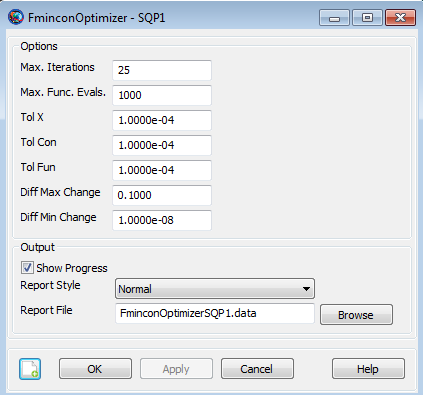 FminconOptimizer - SQP1
Options
Max. Iterations 25
Max. Func. Evals. 1000
Tol X 1.0000e-04
Tol Con 1.0000e-04
Tol Fun 1.0000e-04
Diff Max Change 0.1000
Diff Min Change 1.0000e-08
Output
Show Progress
Report Style Normal
Report File FminconOptimizerSQP1.data Browse
OK Apply Cancel Help